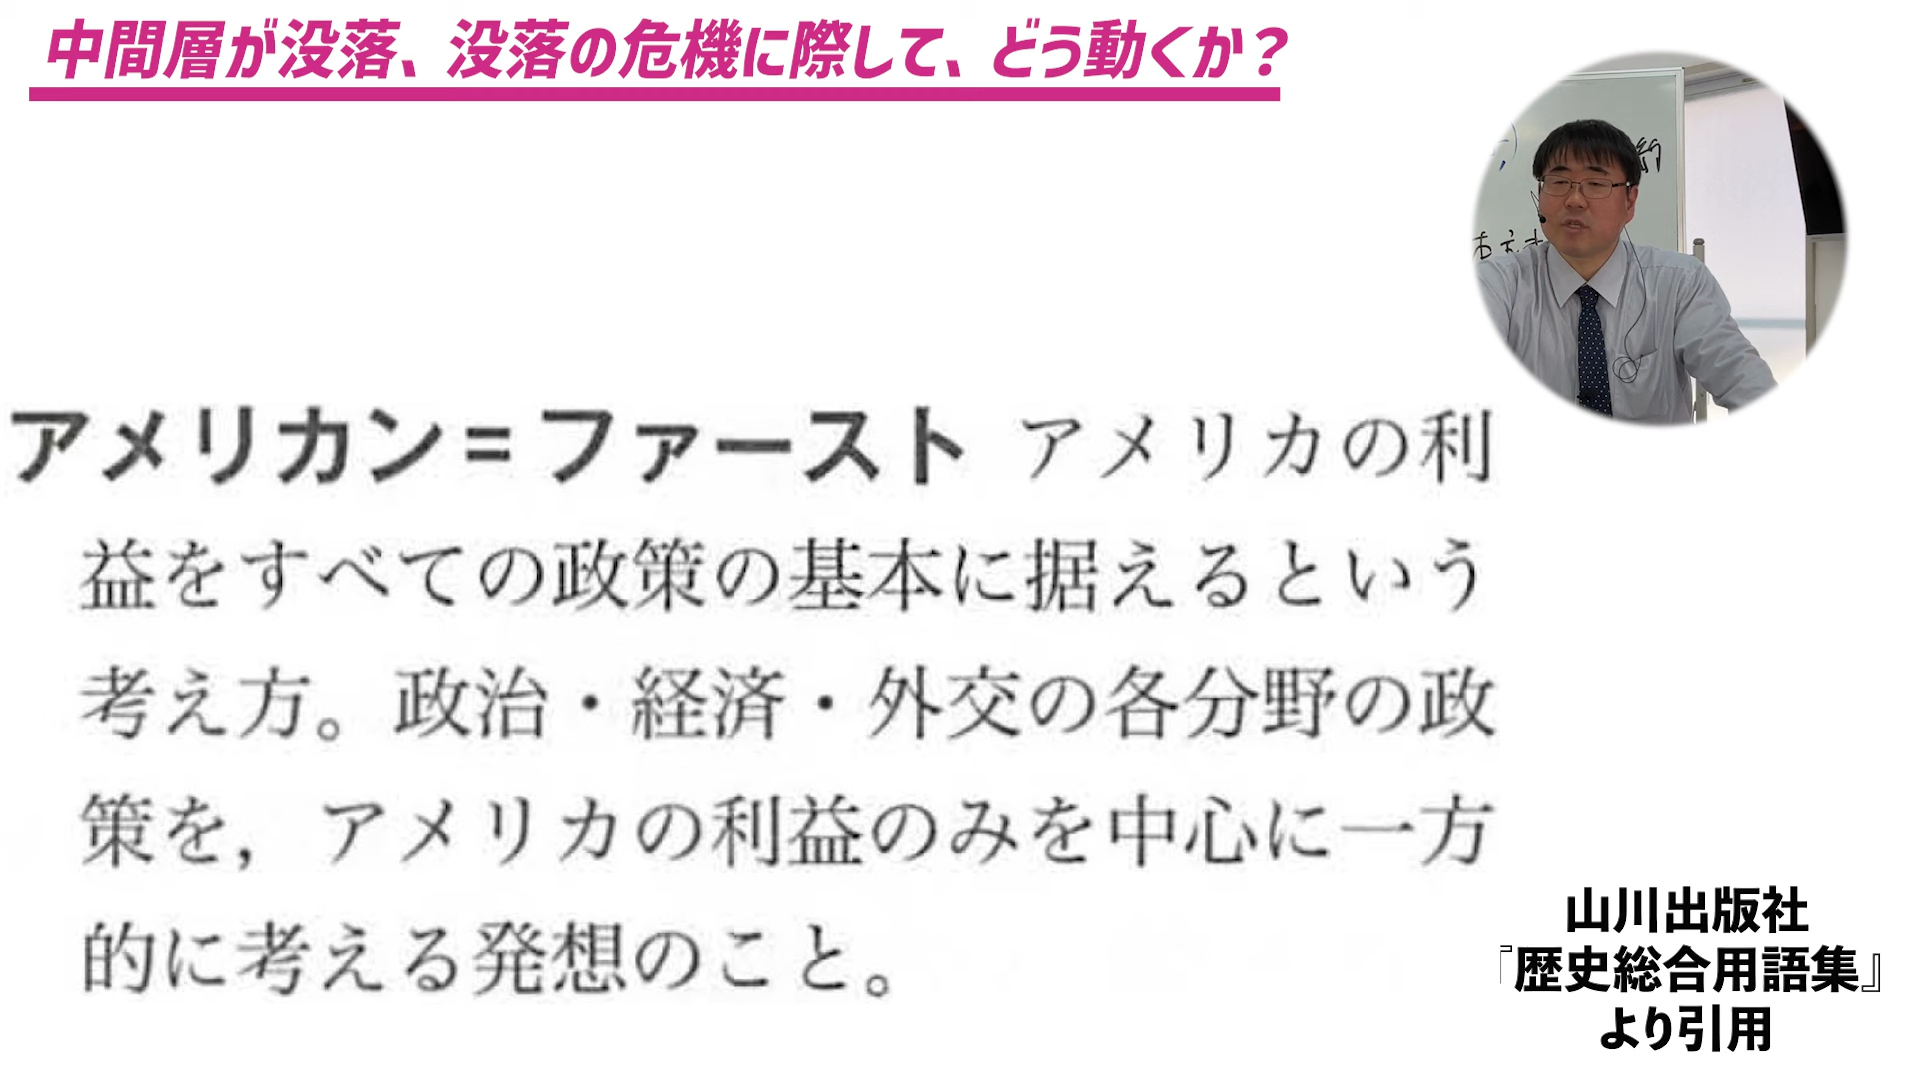 中間層が没落、没落の危機に際して、どう動くか？
アメリカン＝ファースト アメリカの利
益をすべての政策の基本に据えるという
考え方。政治・経済・外交の各分野の政
策を，アメリカの利益のみを中心に一方
的に考える発想のこと。
山川出版社
『歴史総合用語集』
より引用